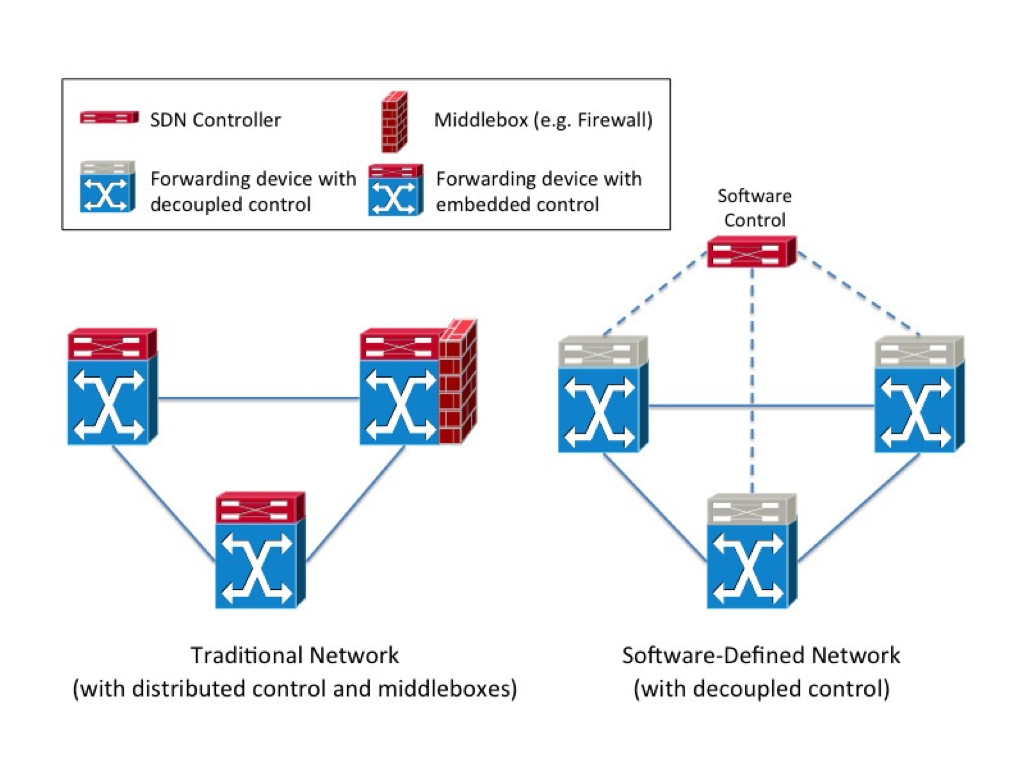 SDN Controller
Middlebox (e.g. Firewall)
Forwarding device with
decoupled control
Forwarding device with
embedded control
Software
Control
Traditional Network
(with distributed control and middleboxes)
Software-Defined Network
(with decoupled control)